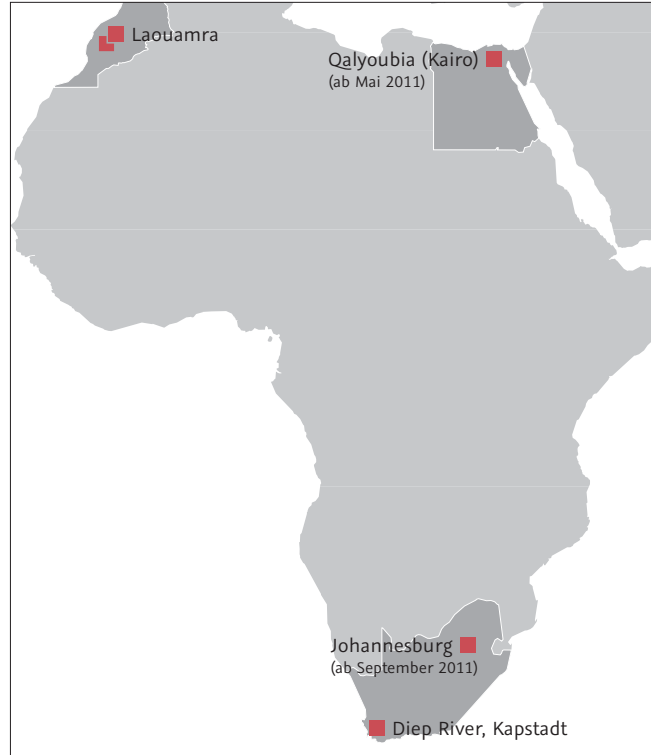 Laouamra
Qalyoubia (Kairo)
(ab Mai 2011)
Johannesburg
(ab September 2011)
Diep River, Kapstadt